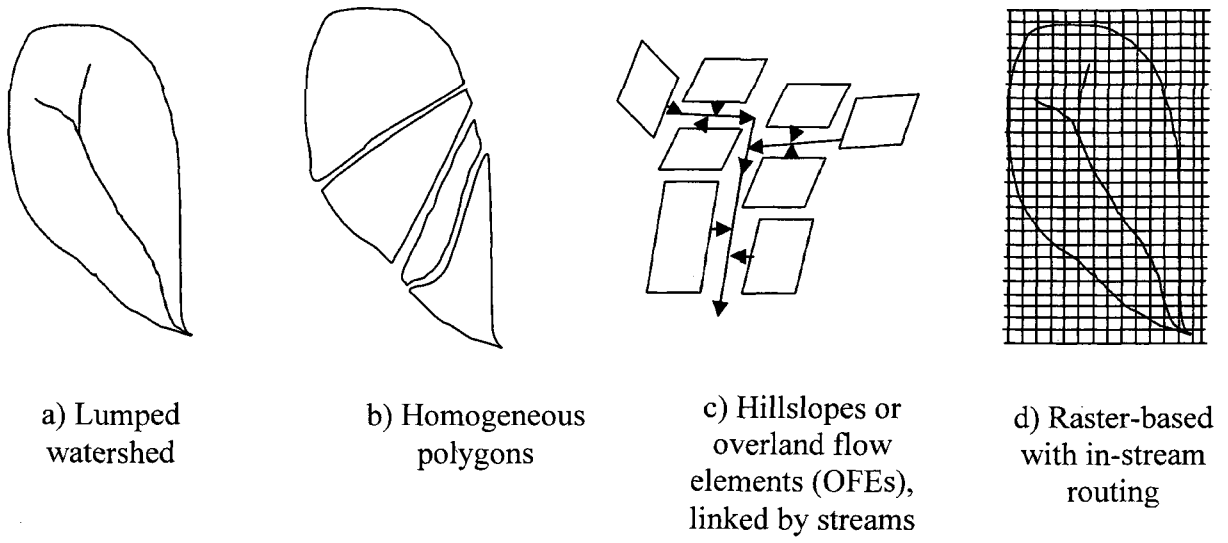 a) Lumped
watershed
b) Homogeneous
polygons
c) Hillslopes or
overland flow
elements (OFEs),
linked by streams
d) Raster-based
with in-stream
routing